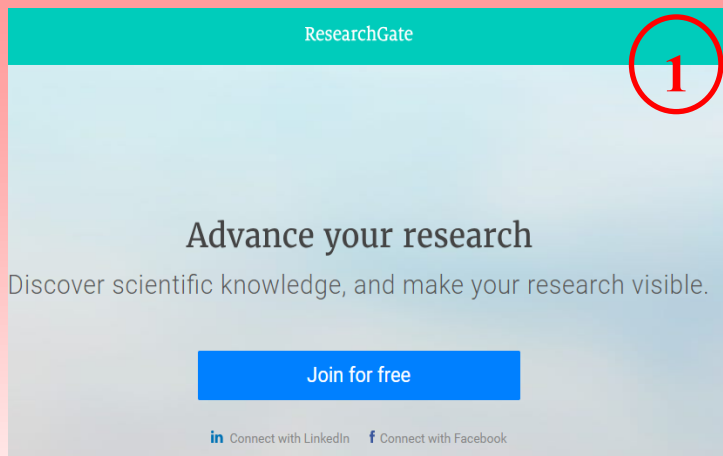 ResearchGate
1
Advance your research
Discover scientific knowledge, and make your research visible.
Join for free
in Connect with LinkedIn f Connect with Facebook